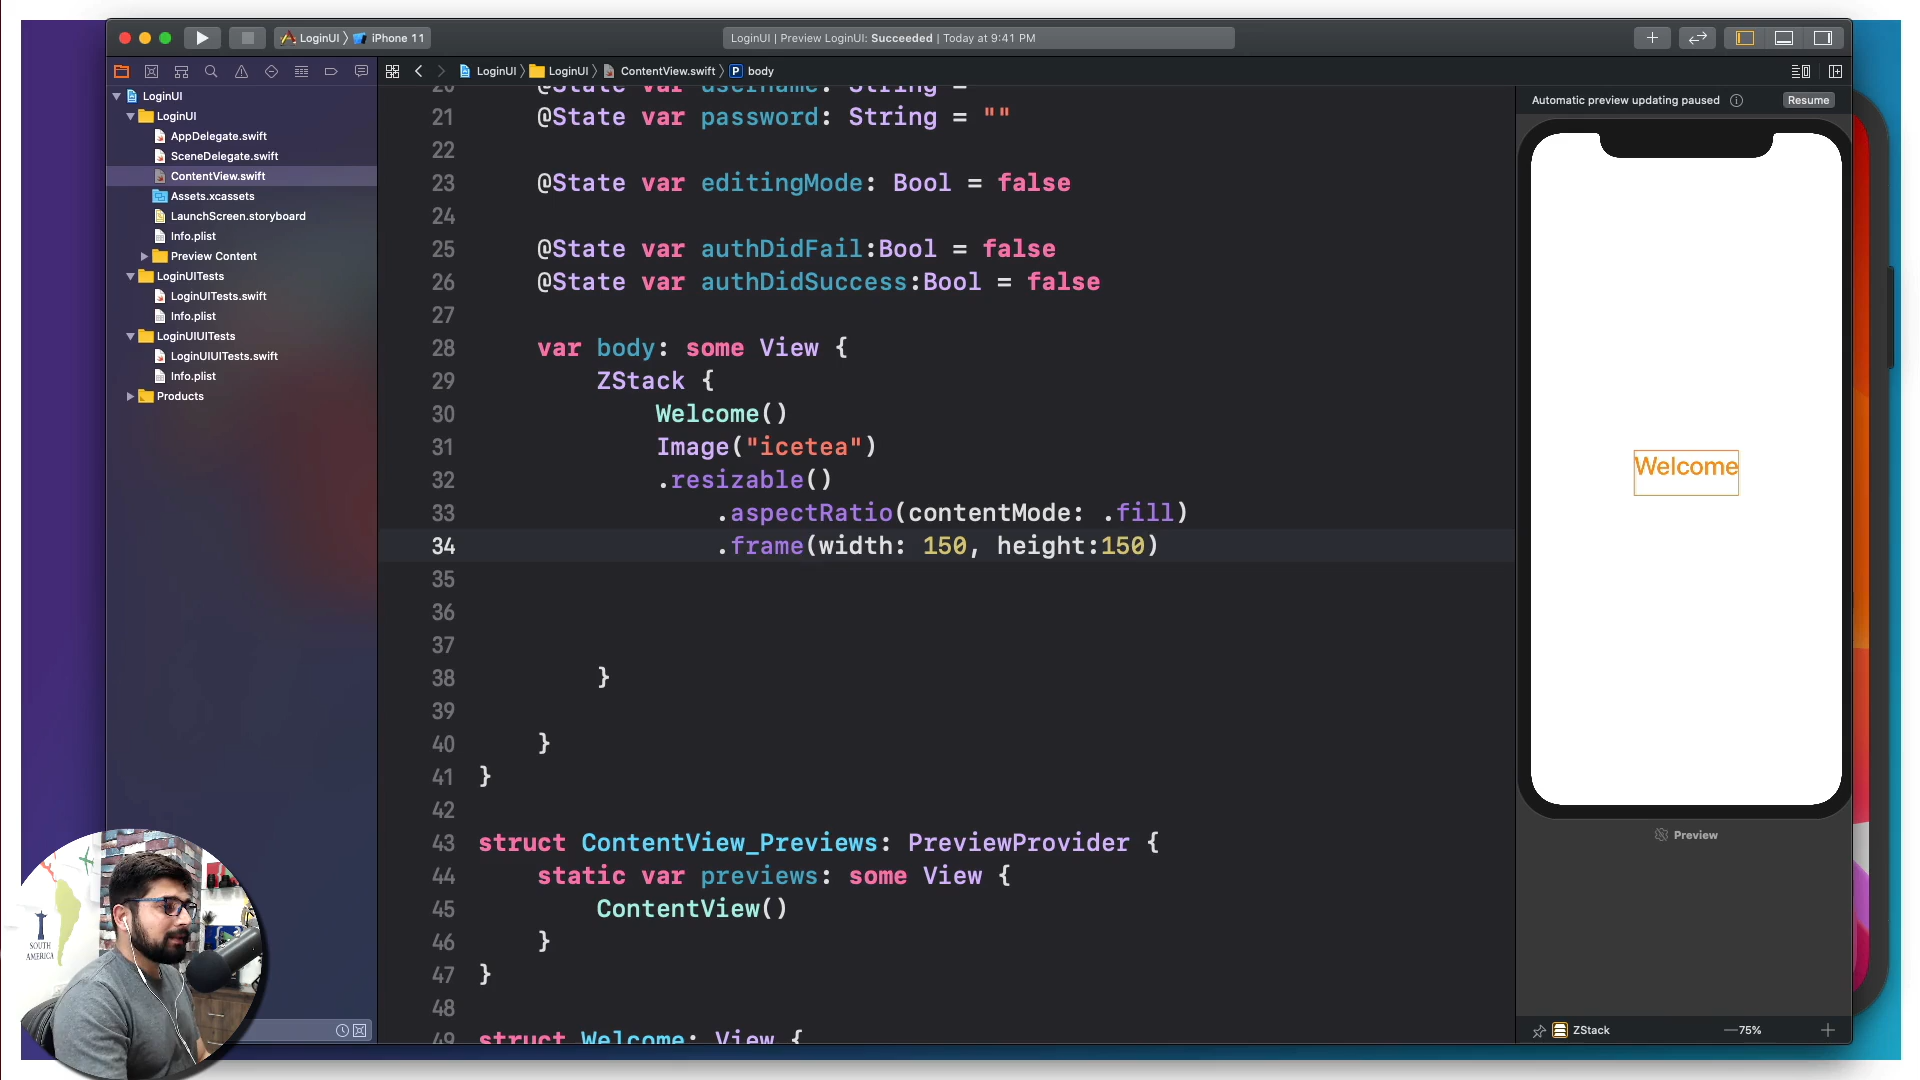 LoginUI 〉 iPhone 11
LoginUI | Preview LoginUI: Succeeded | Today at 9:41 PM
LoginUI 〉 LoginUI 〉 ContentView.swift 〉 P body
LoginUI
LoginUI
AppDelegate.swift
SceneDelegate.swift
ContentView.swift
Assets.xcassets
LaunchScreen.storyboard
Info.plist
Preview Content
LoginUITests
LoginUITests.swift
Info.plist
LoginUIUITests
LoginUIUITests.swift
Info.plist
Products
20 @State var username: String =
21 @State var password: String = ""
22
23 @State var editingMode: Bool = false
24
25 @State var authDidFail:Bool = false
26 @State var authDidSuccess:Bool = false
27
28 var body: some View {
29 ZStack {
30 Welcome()
31 Image("icetea")
32 .resizable()
33 .aspectRatio(contentMode: .fill)
34 .frame(width: 150, height:150)
35
36
37
38 }
39
40 }
41 }
42
43 struct ContentView_Previews: PreviewProvider {
44 static var previews: some View {
45 ContentView()
46 }
47 }
48
49 struct Welcome: View {
Automatic preview updating paused
Resume
Welcome
Preview
ZStack
75%
SOUTH
AMERICA